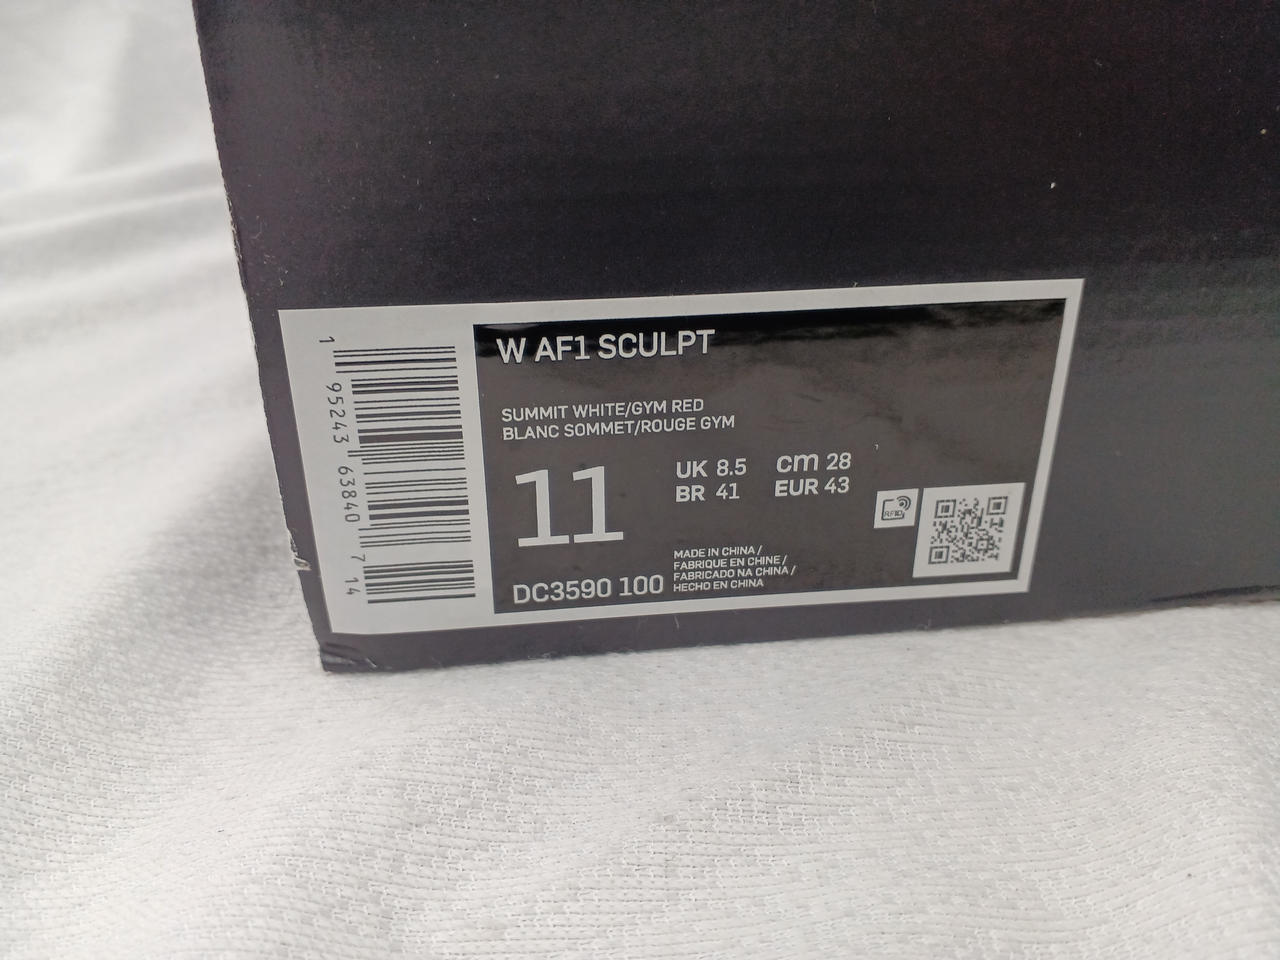 W AF1 SCULPT
SUMMIT WHITE/GYM RED
BLANC SOMMET/ROUGE GYM
11
UK 8.5 cm 28
BR 41 EUR 43
DC3590 100
MADE IN CHINA /
FABRIQUE EN CHINE /
FABRICADO NA CHINA /
HECHO EN CHINA
RFID
1 95243 63840 7 14